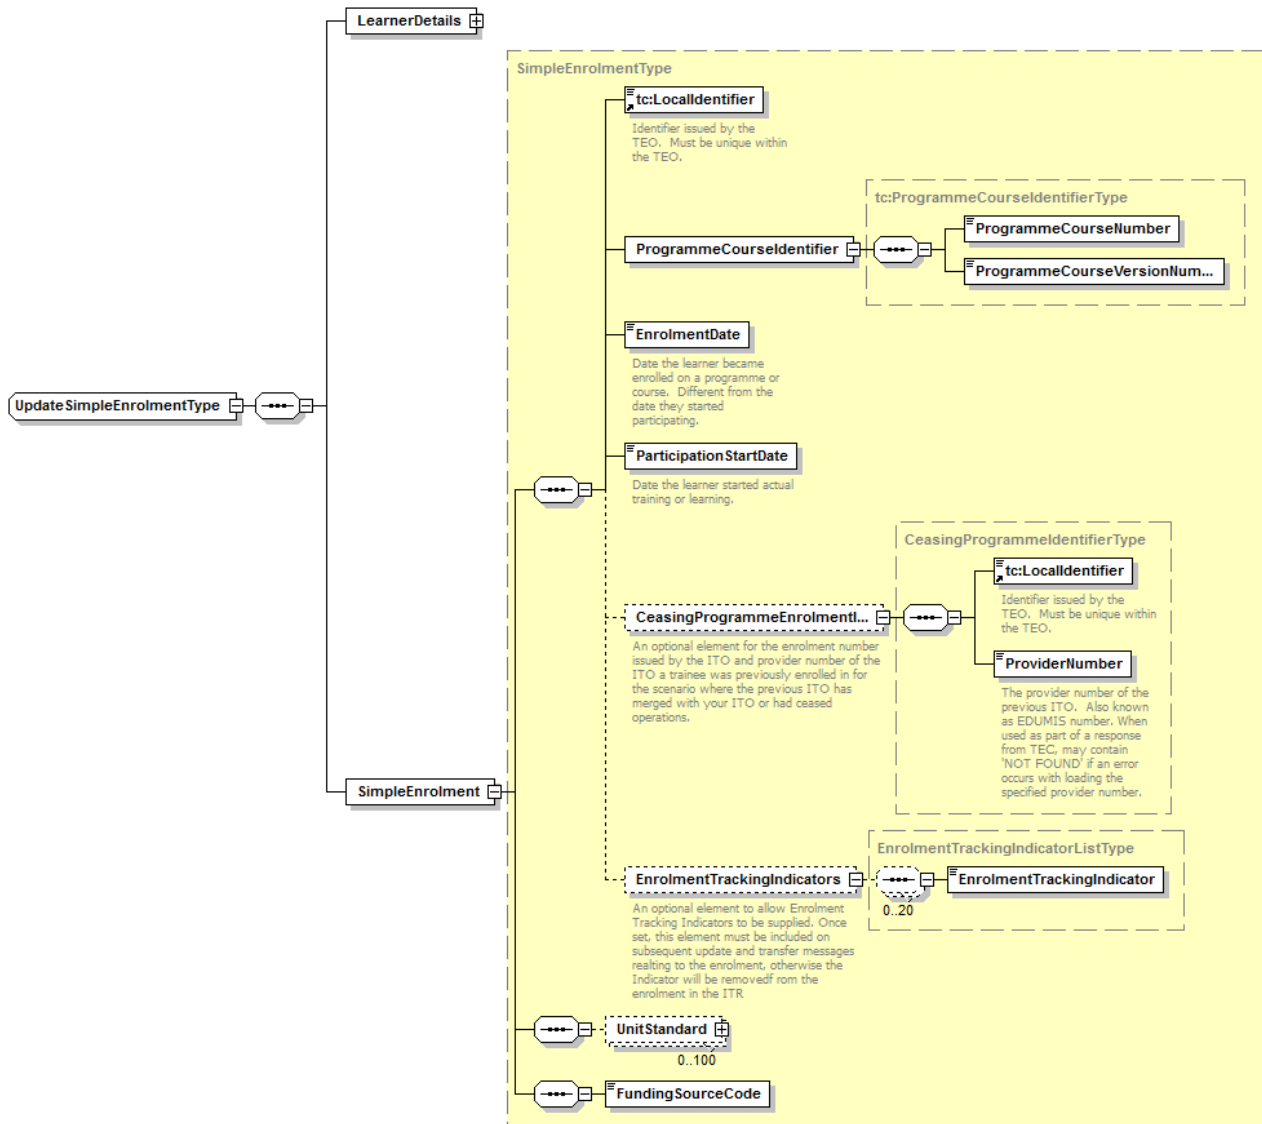 LearnerDetails
SimpleEnrolmentType
tc:LocalIdentifier
Identifier issued by the
TEO.  Must be unique within
the TEO.
tc:ProgrammeCourseIdentifierType
ProgrammeCourseNumber
ProgrammeCourseIdentifier
ProgrammeCourseVersionNum...
EnrolmentDate
Date the learner became
enrolled on a programme or
course.  Different from the
date they started
participating.
UpdateSimpleEnrolmentType
ParticipationStartDate
Date the learner started actual
training or learning.
CeasingProgrammeIdentifierType
tc:LocalIdentifier
Identifier issued by the
TEO.  Must be unique within
the TEO.
CeasingProgrammeEnrolmentI...
An optional element for the enrolment number
issued by the ITO and provider number of the
ITO a trainee was previously enrolled in for
the scenario where the previous ITO has
merged with your ITO or had ceased
operations.
ProviderNumber
The provider number of the
previous ITO.  Also known
as EDUMIS number. When
used as part of a response
from TEC, may contain
'NOT FOUND' if an error
occurs with loading the
specified provider number.
SimpleEnrolment
EnrolmentTrackingIndicatorListType
EnrolmentTrackingIndicators
EnrolmentTrackingIndicator
0..20
An optional element to allow Enrolment
Tracking Indicators to be supplied. Once
set, this element must be included on
subsequent update and transfer messages
realting to the enrolment, otherwise the
Indicator will be removedf rom the
enrolment in the ITR
UnitStandard
0..100
FundingSourceCode